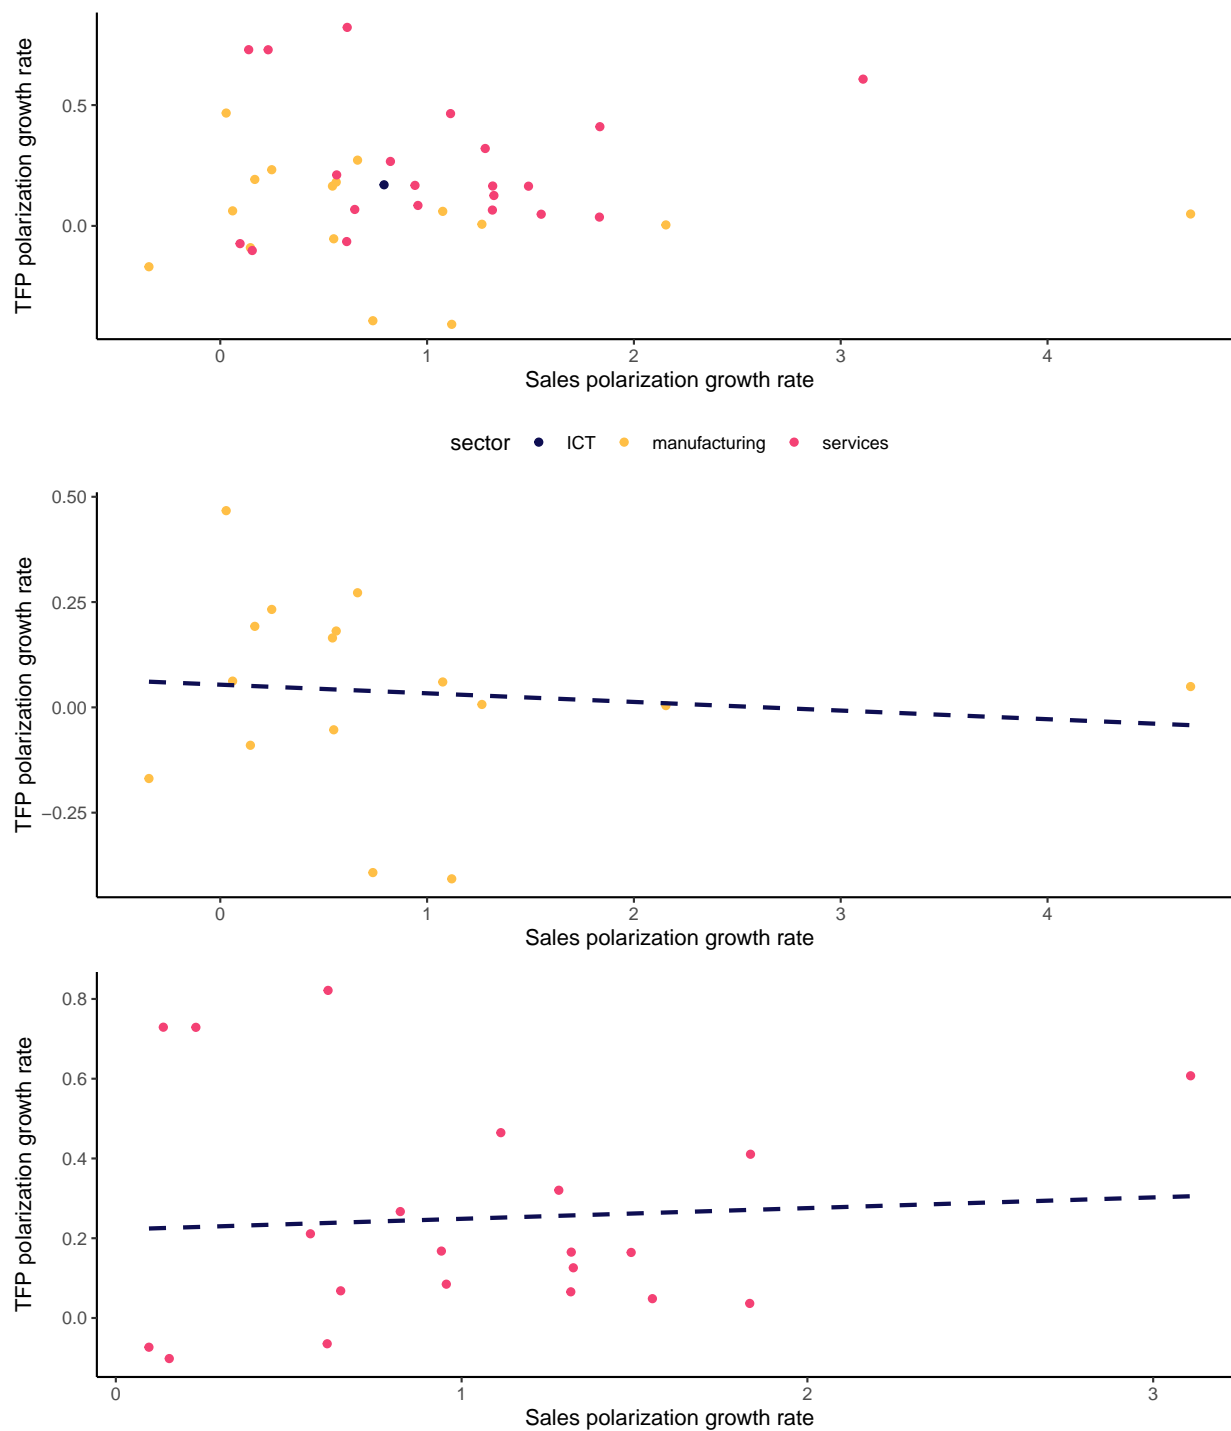 TFP polarization growth rate
0.5
0.0
0 1 2 3 4
Sales polarization growth rate
sector ICT manufacturing services
TFP polarization growth rate
0.50
0.25
0.00
−0.25
0 1 2 3 4
Sales polarization growth rate
TFP polarization growth rate
0.8
0.6
0.4
0.2
0.0
0 1 2 3
Sales polarization growth rate